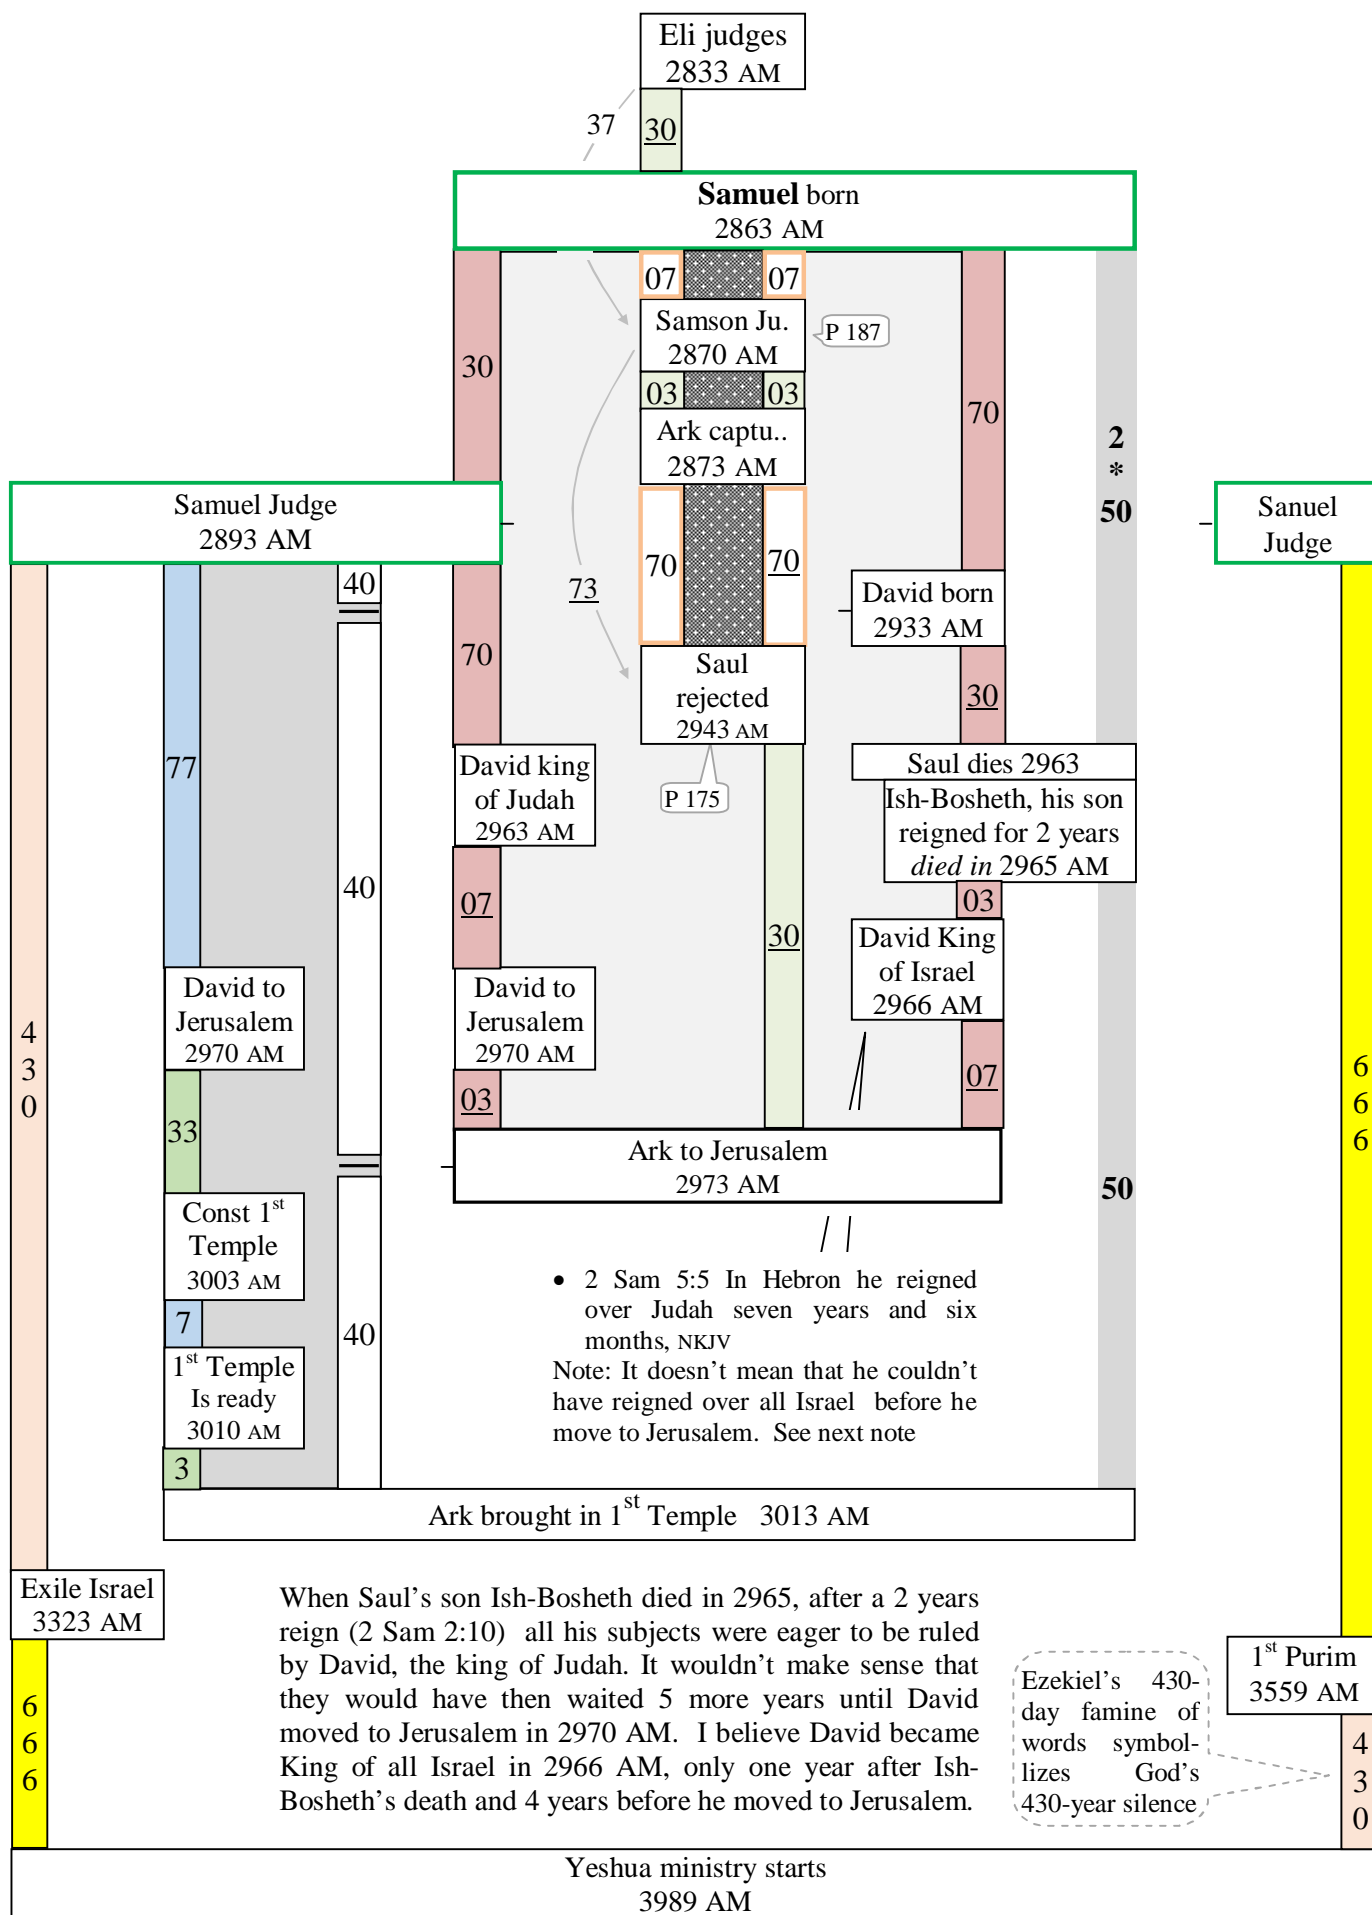 Eli judges
2833 AM
37
30
Samuel born
2863 AM
07
07
Samson Ju.
2870 AM
P 187
30
03
03
70
Ark captu..
2873 AM
2
*
50
Samuel Judge
2893 AM
Sanuel
Judge
40
70
70
73
David born
2933 AM
70
Saul
rejected
2943 AM
30
77
David king
of Judah
2963 AM
P 175
Saul dies 2963
Ish-Bosheth, his son
reigned for 2 years
died in 2965 AM
40
07
30
03
David King
of Israel
2966 AM
David to
Jerusalem
2970 AM
David to
Jerusalem
2970 AM
4
3
0
03
07
6
6
6
33
Ark to Jerusalem
2973 AM
50
Const 1st
Temple
3003 AM
• 2 Sam 5:5 In Hebron he reigned
over Judah seven years and six
months, NKJV
Note: It doesn't mean that he couldn't
have reigned over all Israel before he
move to Jerusalem. See next note
7
40
1st Temple
Is ready
3010 AM
3
Ark brought in 1st Temple 3013 AM
Exile Israel
3323 AM
When Saul's son Ish-Bosheth died in 2965, after a 2 years
reign (2 Sam 2:10) all his subjects were eager to be ruled
by David, the king of Judah. It wouldn't make sense that
they would have then waited 5 more years until David
moved to Jerusalem in 2970 AM. I believe David became
King of all Israel in 2966 AM, only one year after Ish-
Bosheth's death and 4 years before he moved to Jerusalem.
1st Purim
3559 AM
Ezekiel's 430-
day famine of
words symbol-
lizes God's
430-year silence
6
6
6
4
3
0
Yeshua ministry starts
3989 AM